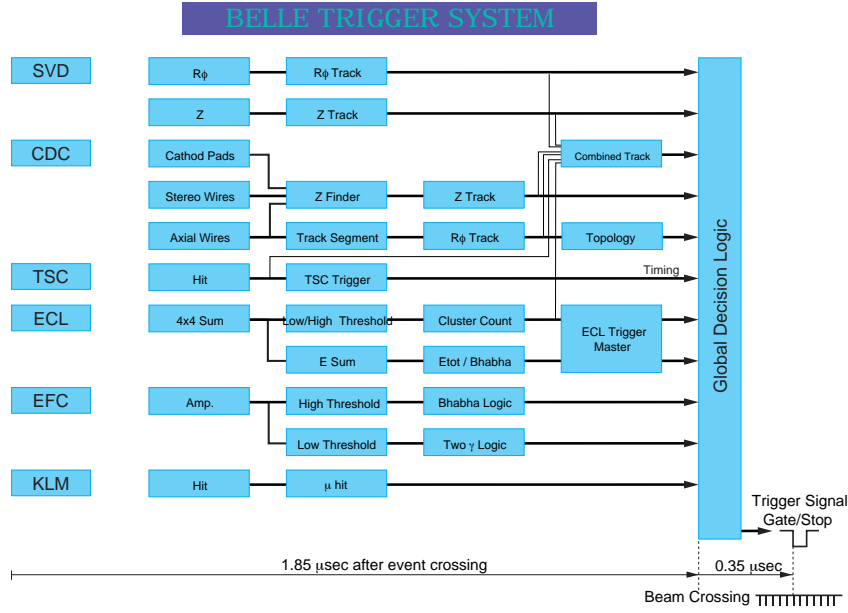 BELLE TRIGGER SYSTEM
SVD
Rϕ
Rϕ Track
Z
Z Track
CDC
Cathod Pads
Combined Track
Stereo Wires
Z Finder
Z Track
Axial Wires
Track Segment
Rϕ Track
Topology
TSC
Hit
TSC Trigger
Timing
ECL
4x4 Sum
Low/High Threshold
Cluster Count
ECL Trigger
Master
E Sum
Etot / Bhabha
EFC
Amp.
High Threshold
Bhabha Logic
Low Threshold
Two γ Logic
KLM
Hit
μ hit
Global Decision Logic
Trigger Signal
Gate/Stop
1.85 μsec after event crossing
0.35 μsec
Beam Crossing